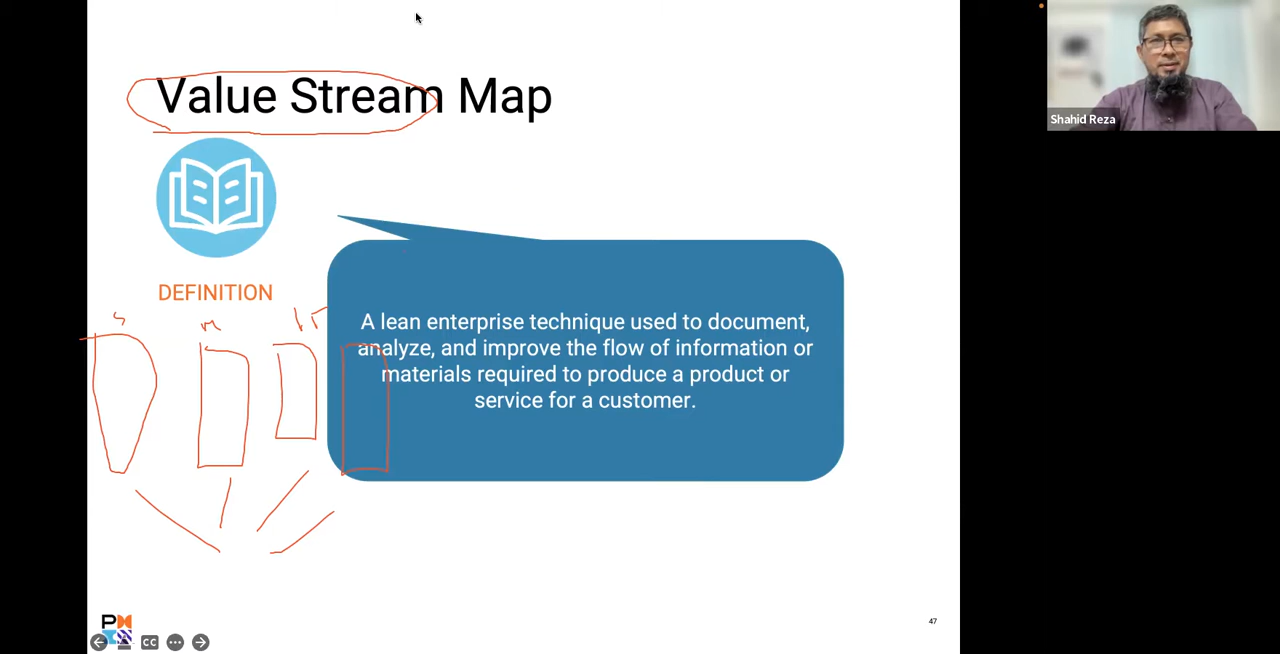 Value Stream Map
Shahid Reza
DEFINITION
S
M
A lean enterprise technique used to document,
analyze, and improve the flow of information or
materials required to produce a product or
service for a customer.
47
CC